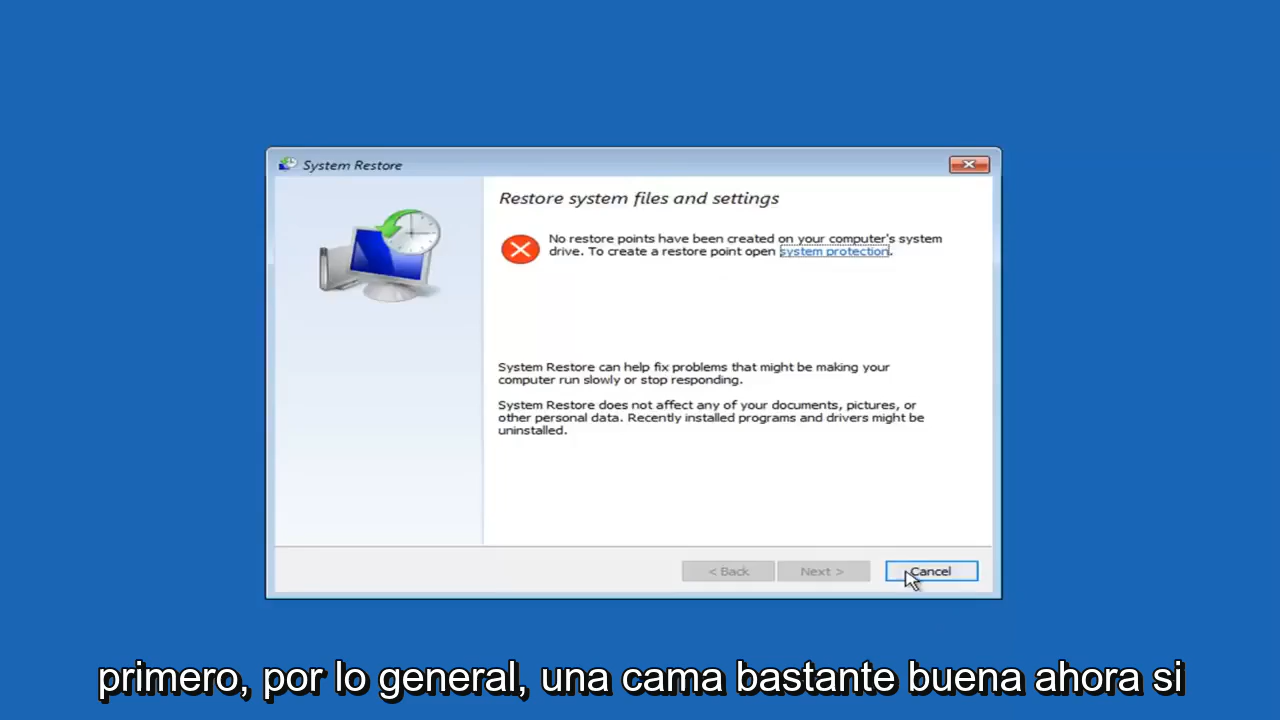 System Restore
Restore system files and settings
No restore points have been created on your computer's system
drive. To create a restore point open system protection.
System Restore can help fix problems that might be making your
computer run slowly or stop responding.
System Restore does not affect any of your documents, pictures, or
other personal data. Recently installed programs and drivers might be
uninstalled.
< Back Next > Cancel
primero, por lo general, una cama bastante buena ahora si